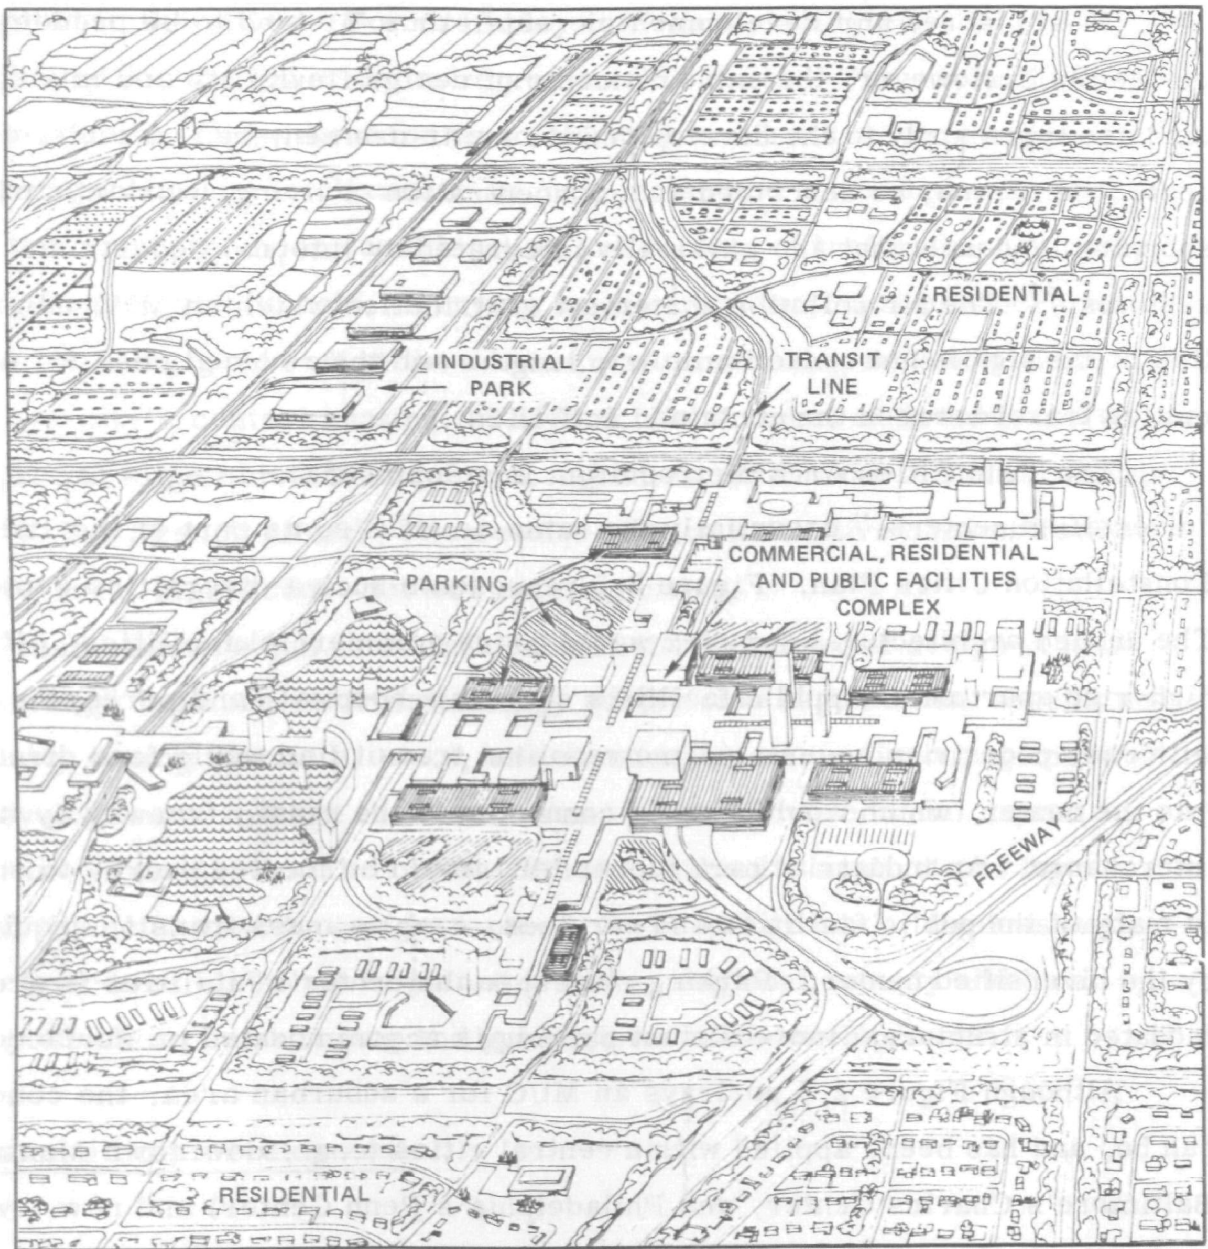 RESIDENTIAL
INDUSTRIAL
PARK
TRANSIT
LINE
COMMERCIAL, RESIDENTIAL
AND PUBLIC FACILITIES
COMPLEX
PARKING
FREEWAY
RESIDENTIAL